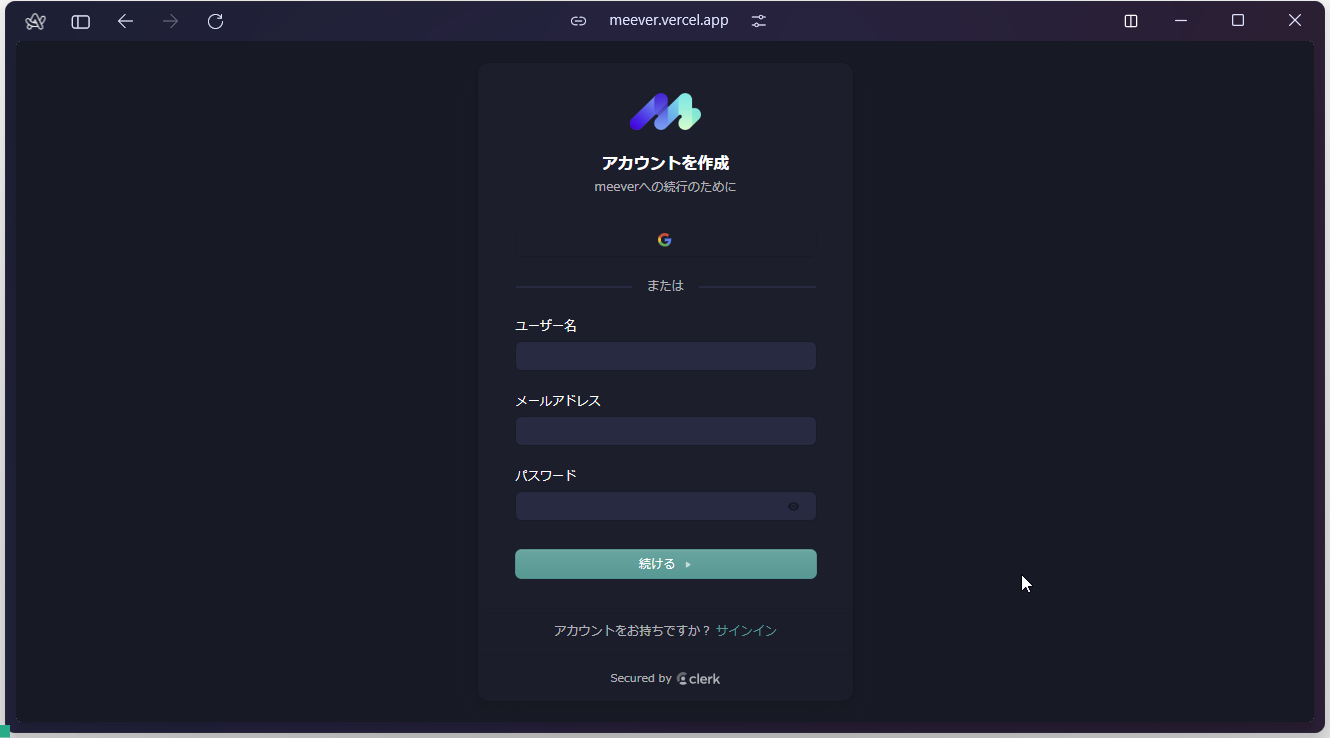 meever.vercel.app
アカウントを作成
meeverへの続行のために
または
ユーザー名
メールアドレス
パスワード
続ける
アカウントをお持ちですか？ サインイン
Secured by clerk